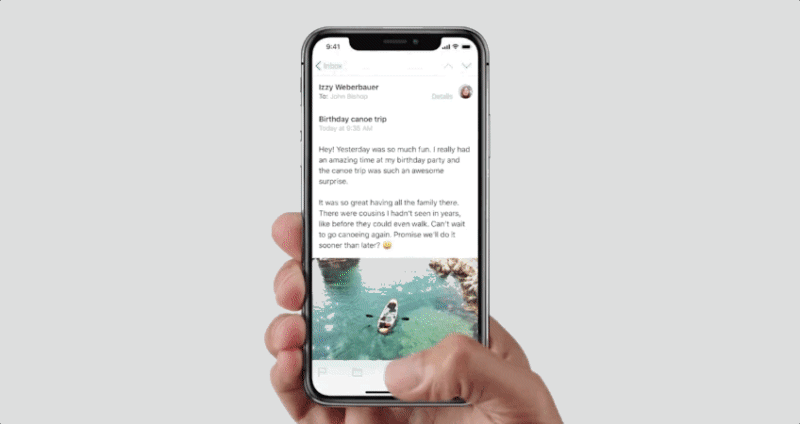 9:41
Inbox
Izzy Weberbauer
To: John Bishop Details
Birthday canoe trip
Today at 9:36 AM
Hey! Yesterday was so much fun. I really had
an amazing time at my birthday party and
the canoe trip was such an awesome
surprise.
It was so great having all the family there.
There were cousins I hadn't seen in years,
like before they could even walk. Can't wait
to go canoeing again. Promise we'll do it
sooner than later? 😀